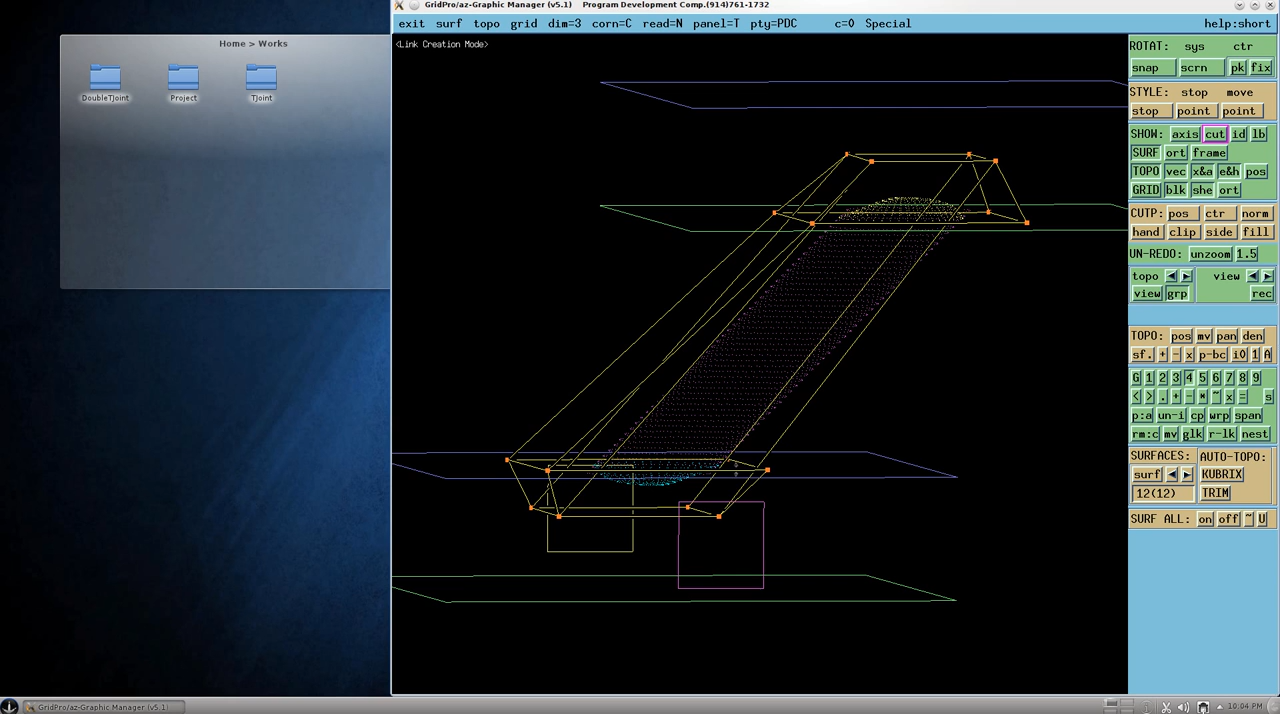 GridPro/az-Graphic Manager (v5.1) Program Development Comp.(914)761-1732
exit surf topo grid dim=3 corn=C read=N panel=T pty=PDC c=0 Special help:short
<Link Creation Mode>
Home > Works
DoubleTJoint Project TJoint
ROTAT: sys ctr
snap scrn pk fix
STYLE: stop move
stop point point
SHOW: axis cut id lb
SURF ort frame
TOPO vec x&a e&h pos
GRID blk she ort
CUTP: pos ctr norm
hand clip side fill
UN-REDO: unzoom 1.5
topo view
view grp rec
TOPO: pos mv pan den
sf. + - x p-bc i0 1 A
G 1 2 3 4 5 6 7 8 9
< > . + - * ~ x = s
p:a un-i cp wrp span
rm:c mv glk r-lk nest
SURFACES: AUTO-TOPO:
surf KUBRIX
12(12) TRIM
SURF ALL: on off ~ U
GridPro/az-Graphic Manager (v5.1)
10:04 PM